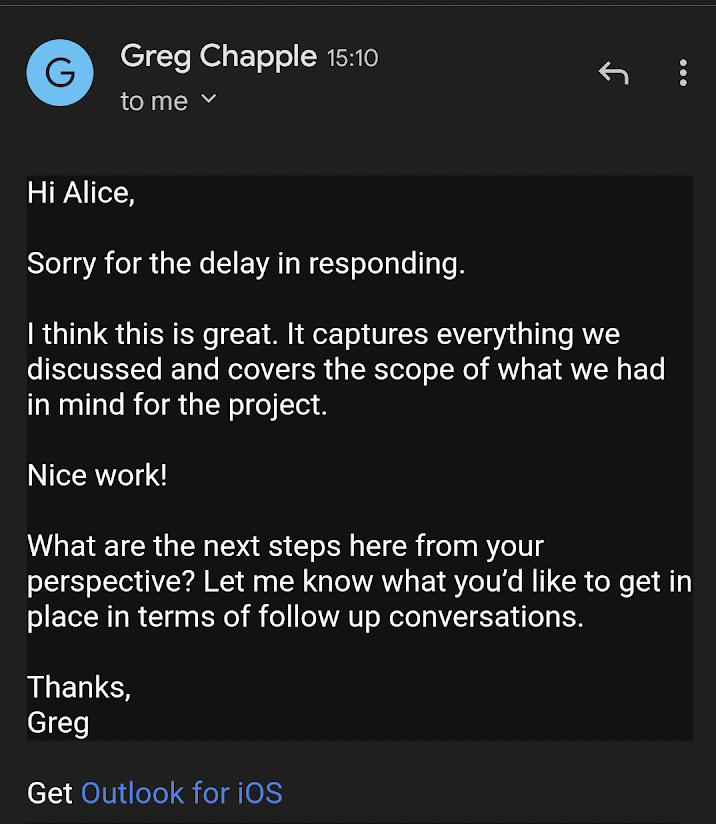 G
Greg Chapple 15:10
to me
Hi Alice,
Sorry for the delay in responding.
I think this is great. It captures everything we
discussed and covers the scope of what we had
in mind for the project.
Nice work!
What are the next steps here from your
perspective? Let me know what you’d like to get in
place in terms of follow up conversations.
Thanks,
Greg
Get Outlook for iOS